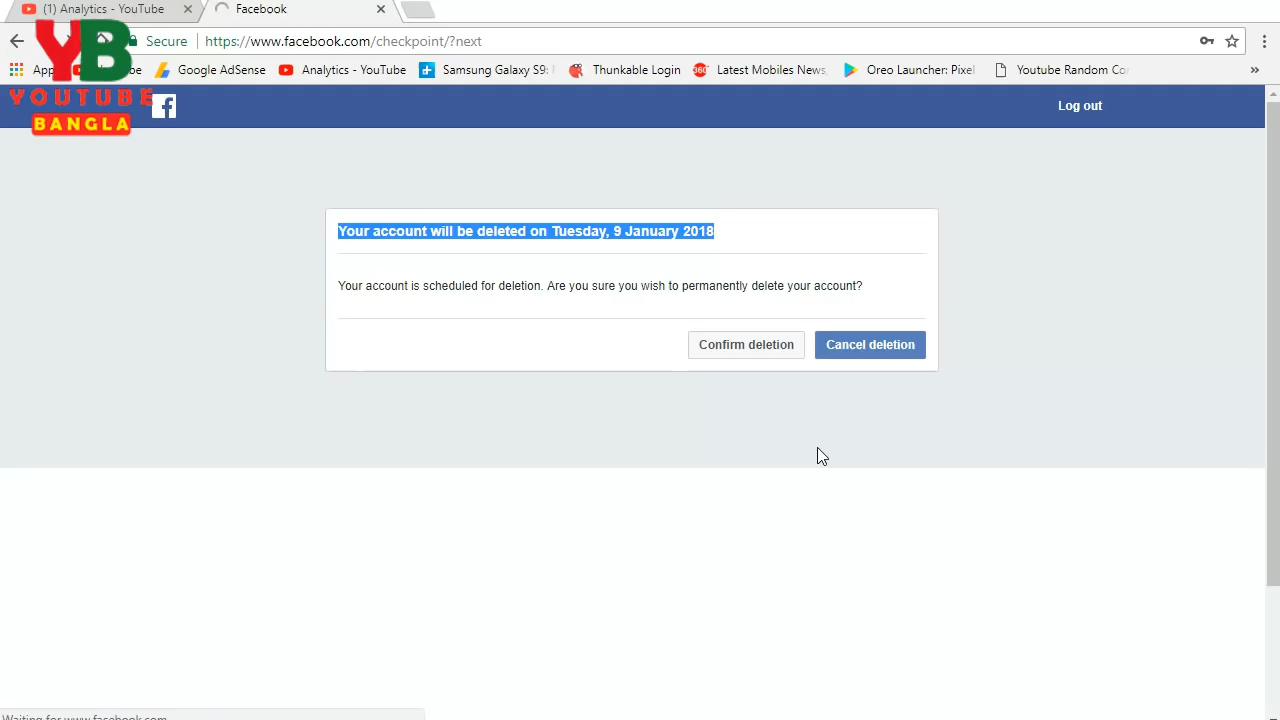 (1) Analytics - YouTube
Facebook
Secure
https://www.facebook.com/checkpoint/?next
Google AdSense
Analytics - YouTube
Samsung Galaxy S9:
Thunkable Login
360
Latest Mobiles News,
Oreo Launcher: Pixel
Youtube Random Co
»
YB
YOUTUBE
BANGLA
f
Log out
Your account will be deleted on Tuesday, 9 January 2018
Your account is scheduled for deletion. Are you sure you wish to permanently delete your account?
Confirm deletion
Cancel deletion
Waiting for www.facebook.com